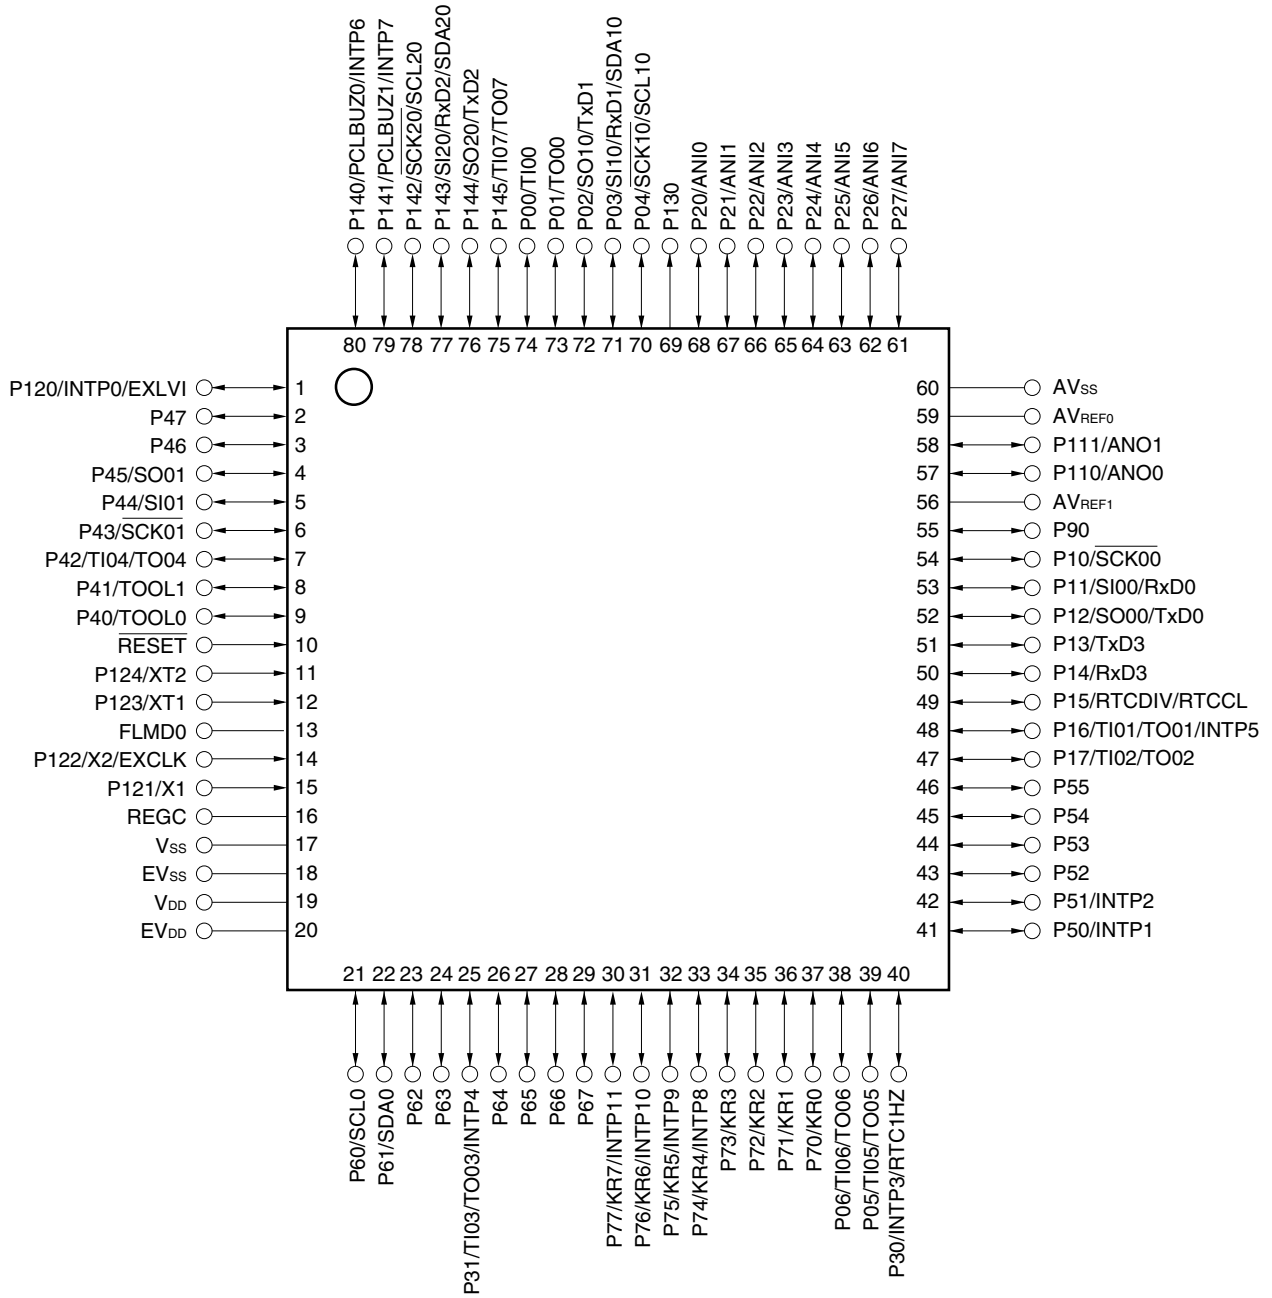 P140/PCLBUZ0/INTP6
P141/PCLBUZ1/INTP7
P142/SCK20/SCL20
P143/SI20/RxD2/SDA20
P144/SO20/TxD2
P145/TI07/TO07
P00/TI00
P01/TO00
P02/SO10/TxD1
P03/SI10/RxD1/SDA10
P04/SCK10/SCL10
P130
P20/ANI0
P21/ANI1
P22/ANI2
P23/ANI3
P24/ANI4
P25/ANI5
P26/ANI6
P27/ANI7
80 79 78 77 76 75 74 73 72 71 70 69 68 67 66 65 64 63 62 61
P120/INTP0/EXLVI 1
P47 2
P46 3
P45/SO01 4
P44/SI01 5
P43/SCK01 6
P42/TI04/TO04 7
P41/TOOL1 8
P40/TOOL0 9
RESET 10
P124/XT2 11
P123/XT1 12
FLMD0 13
P122/X2/EXCLK 14
P121/X1 15
REGC 16
VSS 17
EVSS 18
VDD 19
EVDD 20
60 AVSS
59 AVREF0
58 P111/ANO1
57 P110/ANO0
56 AVREF1
55 P90
54 P10/SCK00
53 P11/SI00/RxD0
52 P12/SO00/TxD0
51 P13/TxD3
50 P14/RxD3
49 P15/RTCDIV/RTCCL
48 P16/TI01/TO01/INTP5
47 P17/TI02/TO02
46 P55
45 P54
44 P53
43 P52
42 P51/INTP2
41 P50/INTP1
21 22 23 24 25 26 27 28 29 30 31 32 33 34 35 36 37 38 39 40
P60/SCL0
P61/SDA0
P62
P63
P31/TI03/TO03/INTP4
P64
P65
P66
P67
P77/KR7/INTP11
P76/KR6/INTP10
P75/KR5/INTP9
P74/KR4/INTP8
P73/KR3
P72/KR2
P71/KR1
P70/KR0
P06/TI06/TO06
P05/TI05/TO05
P30/INTP3/RTC1HZ